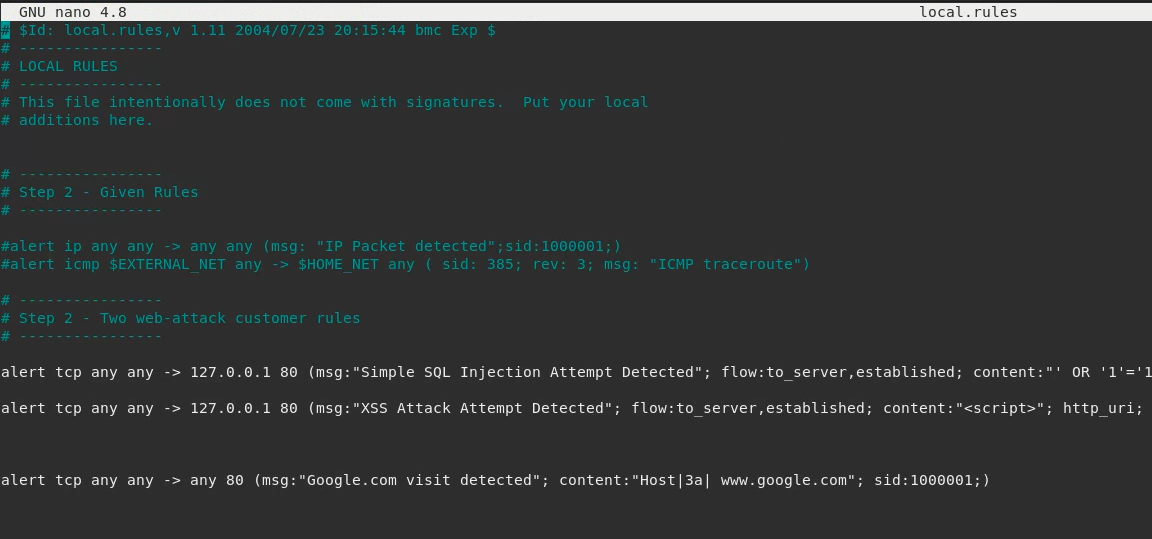 GNU nano 4.8 local.rules
# $Id: local.rules,v 1.11 2004/07/23 20:15:44 bmc Exp $
# ----------------
# LOCAL RULES
# ----------------
# This file intentionally does not come with signatures.  Put your local
# additions here.
# ----------------
# Step 2 - Given Rules
# ----------------
#alert ip any any -> any any (msg: "IP Packet detected";sid:1000001;)
#alert icmp $EXTERNAL_NET any -> $HOME_NET any ( sid: 385; rev: 3; msg: "ICMP traceroute")
# ----------------
# Step 2 - Two web-attack customer rules
# ----------------
alert tcp any any -> 127.0.0.1 80 (msg:"Simple SQL Injection Attempt Detected"; flow:to_server,established; content:"' OR '1'='1
alert tcp any any -> 127.0.0.1 80 (msg:"XSS Attack Attempt Detected"; flow:to_server,established; content:"<script>"; http_uri;
alert tcp any any -> any 80 (msg:"Google.com visit detected"; content:"Host|3a| www.google.com"; sid:1000001;)